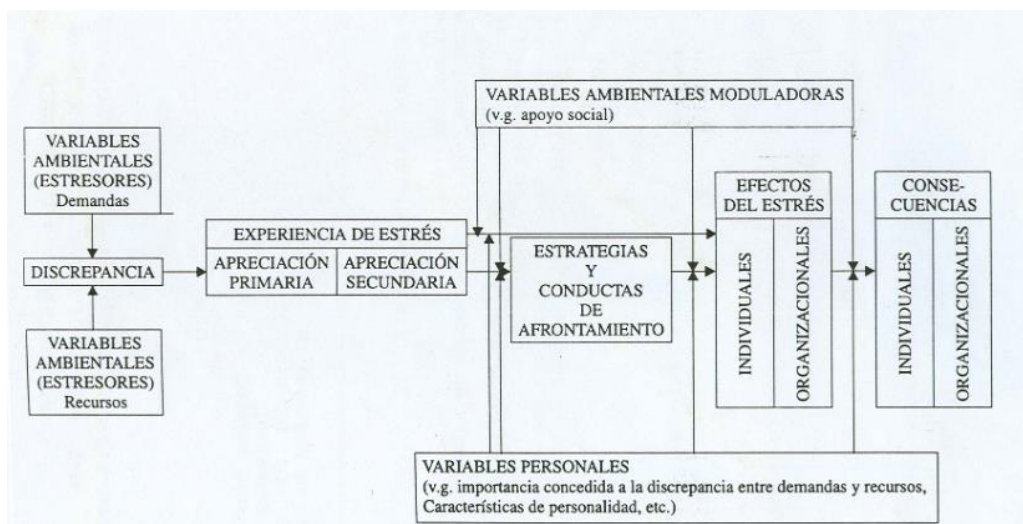 VARIABLES AMBIENTALES MODULADORAS
(v.g. apoyo social)
VARIABLES
AMBIENTALES
(ESTRESORES)
Demandas
DISCREPANCIA
VARIABLES
AMBIENTALES
(ESTRESORES)
Recursos
EXPERIENCIA DE ESTRÉS
APRECIACIÓN
PRIMARIA
APRECIACIÓN
SECUNDARIA
ESTRATEGIAS
Y
CONDUCTAS
DE
AFRONTAMIENTO
EFECTOS
DEL ESTRÉS
INDIVIDUALES
ORGANIZACIONALES
CONSE-
CUENCIAS
INDIVIDUALES
ORGANIZACIONALES
VARIABLES PERSONALES
(v.g. importancia concedida a la discrepancia entre demandas y recursos,
Características de personalidad, etc.)